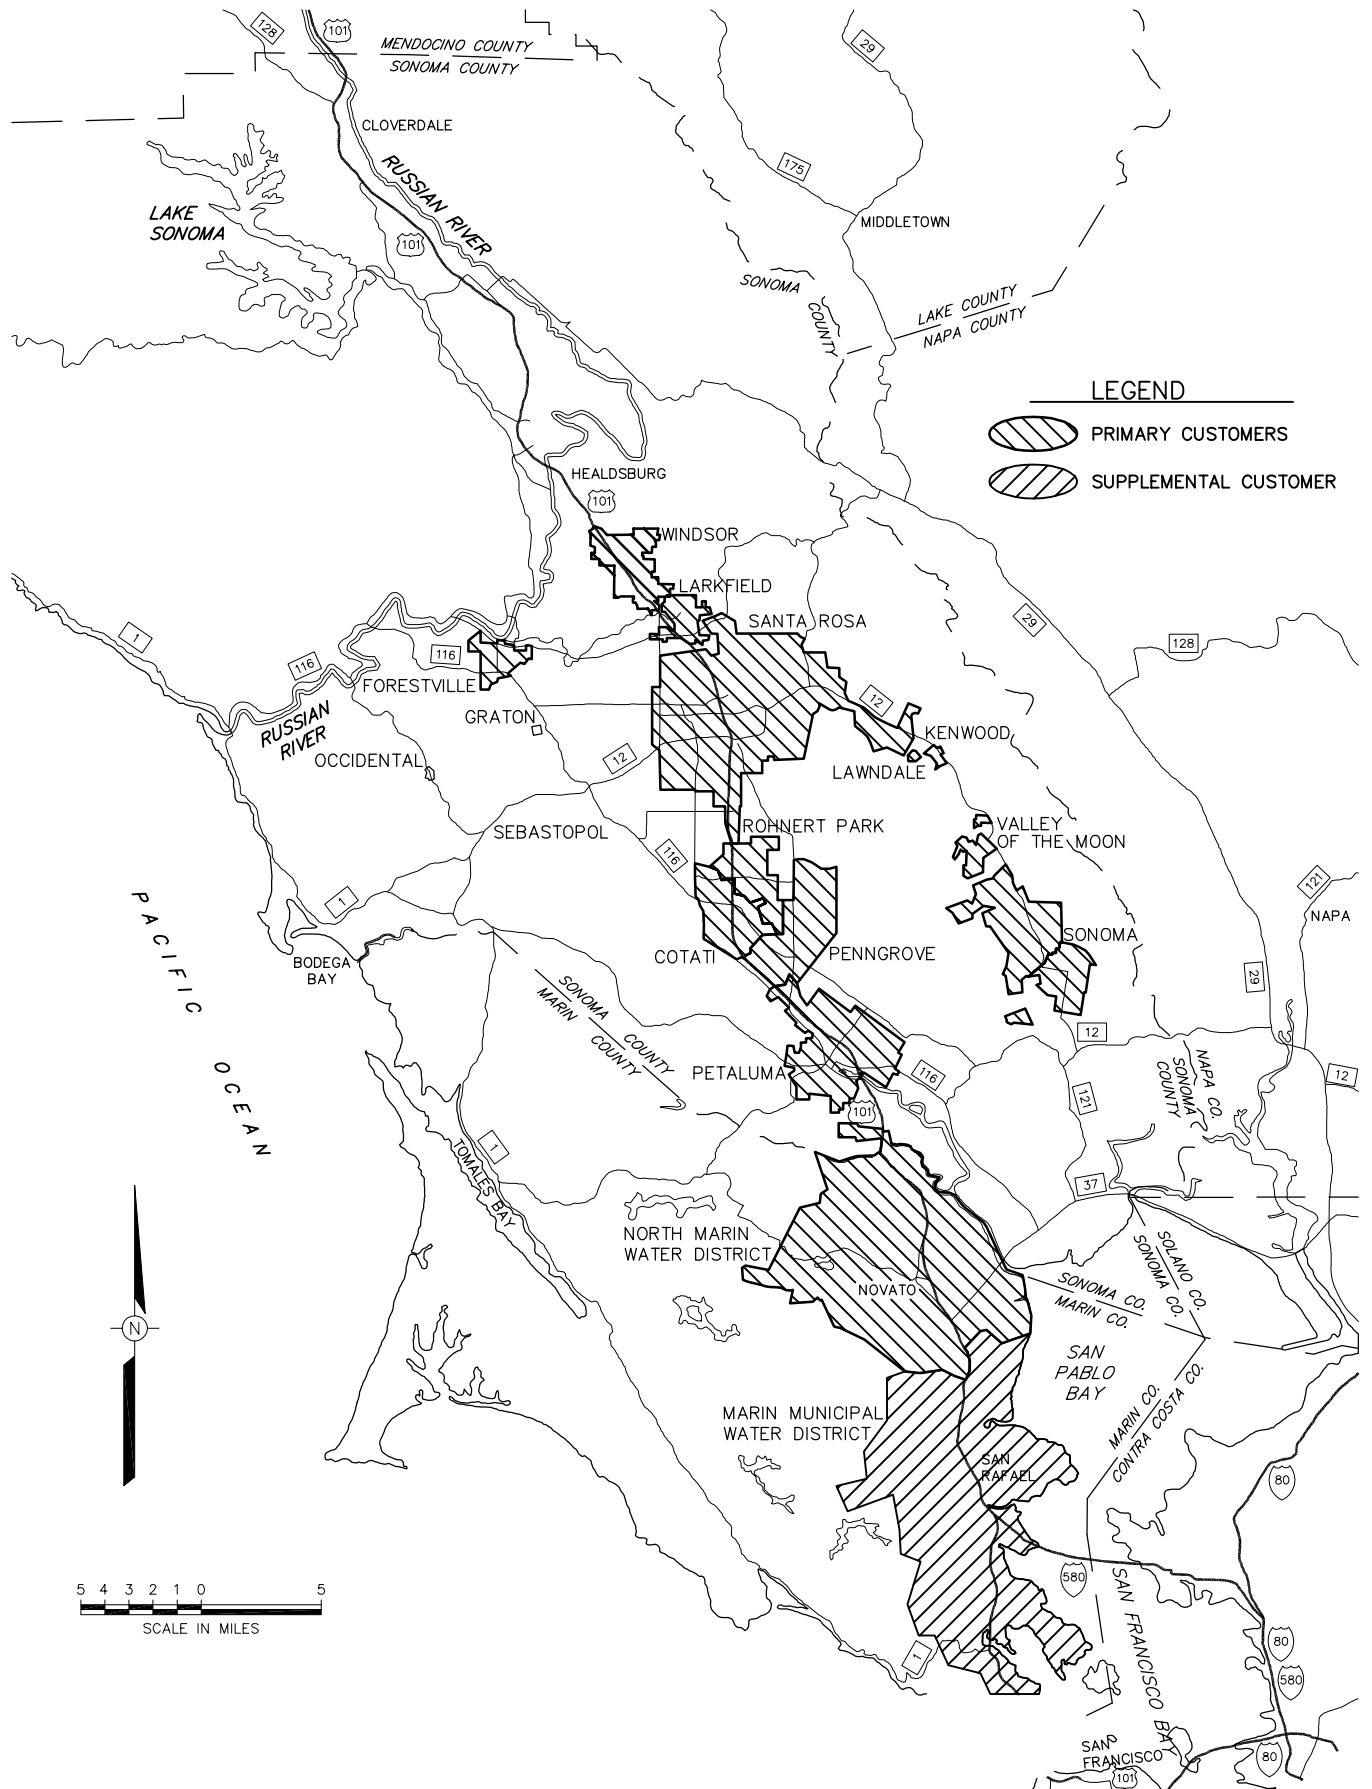 128
101
MENDOCINO COUNTY
SONOMA COUNTY
29
CLOVERDALE
RUSSIAN RIVER
175
LAKE
SONOMA
101
MIDDLETOWN
SONOMA
COUNTY
LAKE COUNTY
NAPA COUNTY
LEGEND
PRIMARY CUSTOMERS
SUPPLEMENTAL CUSTOMER
HEALDSBURG
101
WINDSOR
LARKFIELD
SANTA ROSA
29
1
116
116
128
FORESTVILLE
12
GRATON
RUSSIAN
RIVER
KENWOOD
OCCIDENTAL
12
LAWNDALE
SEBASTOPOL
ROHNERT PARK
VALLEY
OF THE MOON
116
121
1
NAPA
PACIFIC
OCEAN
SONOMA
COTATI
PENNGROVE
BODEGA
BAY
29
SONOMA COUNTY
MARIN COUNTY
12
NAPA CO.
SONOMA
COUNTY
PETALUMA
116
12
121
101
1
TOMALES BAY
37
NORTH MARIN
WATER DISTRICT
SOLANO CO.
SONOMA CO.
NOVATO
SONOMA CO.
MARIN CO.
N
SAN
PABLO
BAY
MARIN CO.
CONTRA COSTA CO.
MARIN MUNICIPAL
WATER DISTRICT
SAN
RAFAEL
80
580
SAN FRANCISCO BAY
5 4 3 2 1 0 5
SCALE IN MILES
1
80
580
SAN
FRANCISCO
101
80